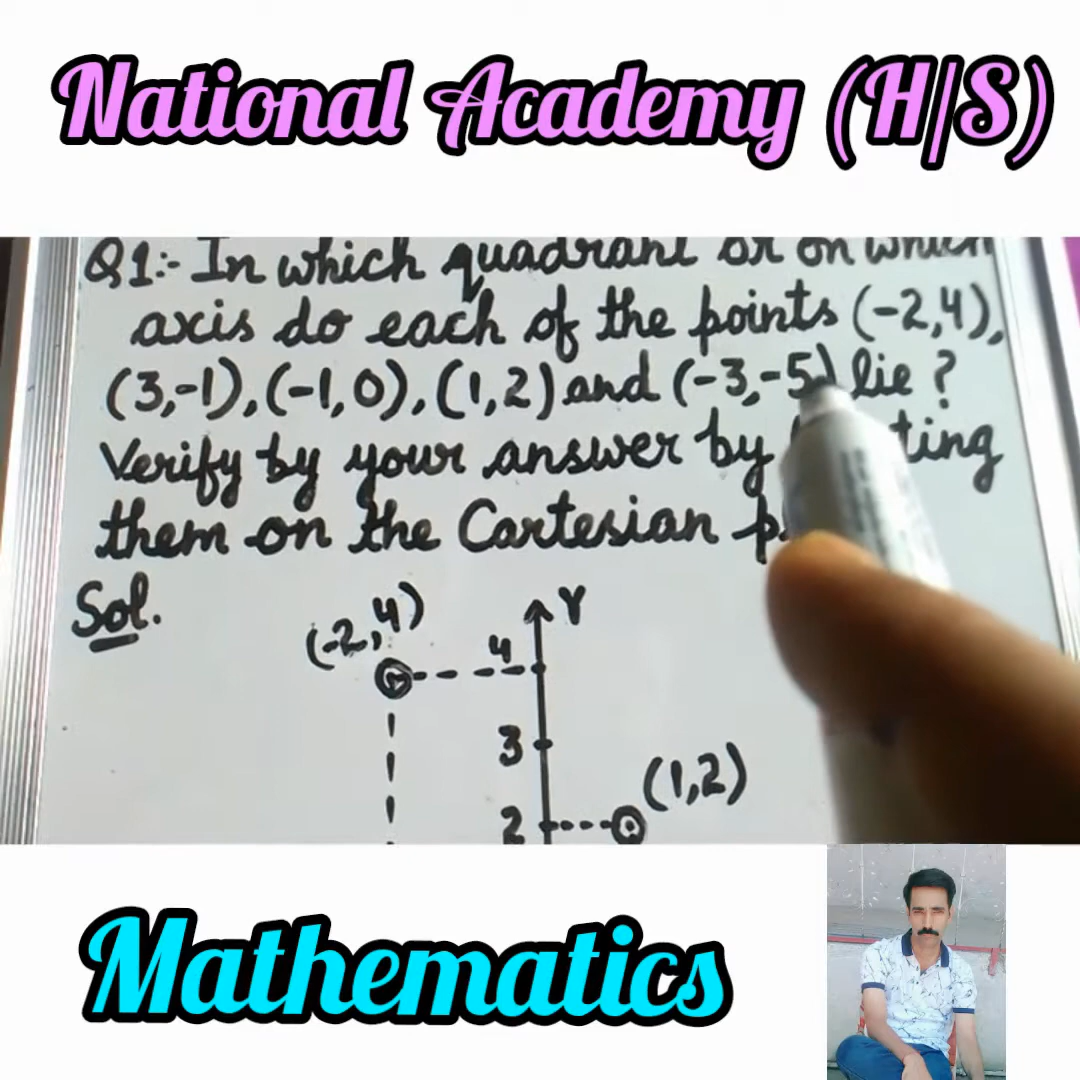 National Academy (H/S)
Q1:- In which quadrant or on which
axis do each of the points (-2,4),
(3,-1), (-1,0), (1,2) and (-3,-5) lie ?
Verify by your answer by ting
them on the Cartesian
Sol.
(-2,4)
Y
4
3
(1,2)
2
Mathematics